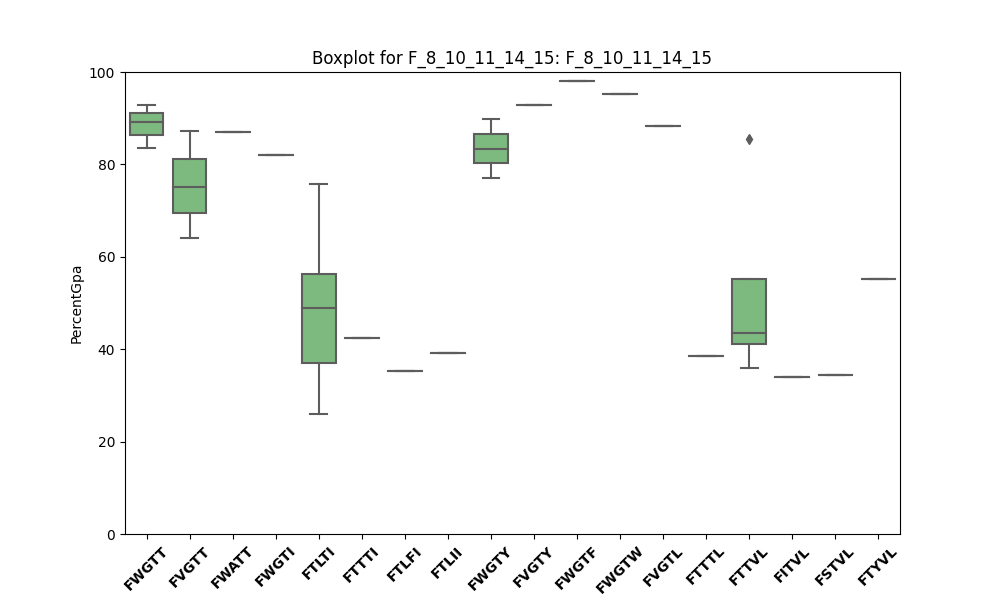 Boxplot for F_8_10_11_14_15: F_8_10_11_14_15
PercentGpa
100
80
60
40
20
0
FWGTT
FVGTT
FWATT
FWGTI
FTLTI
FTTTI
FTLFI
FTLII
FWGTY
FVGTY
FWGTF
FWGTW
FVGTL
FTTTL
FTTVL
FITVL
FSTVL
FTYVL